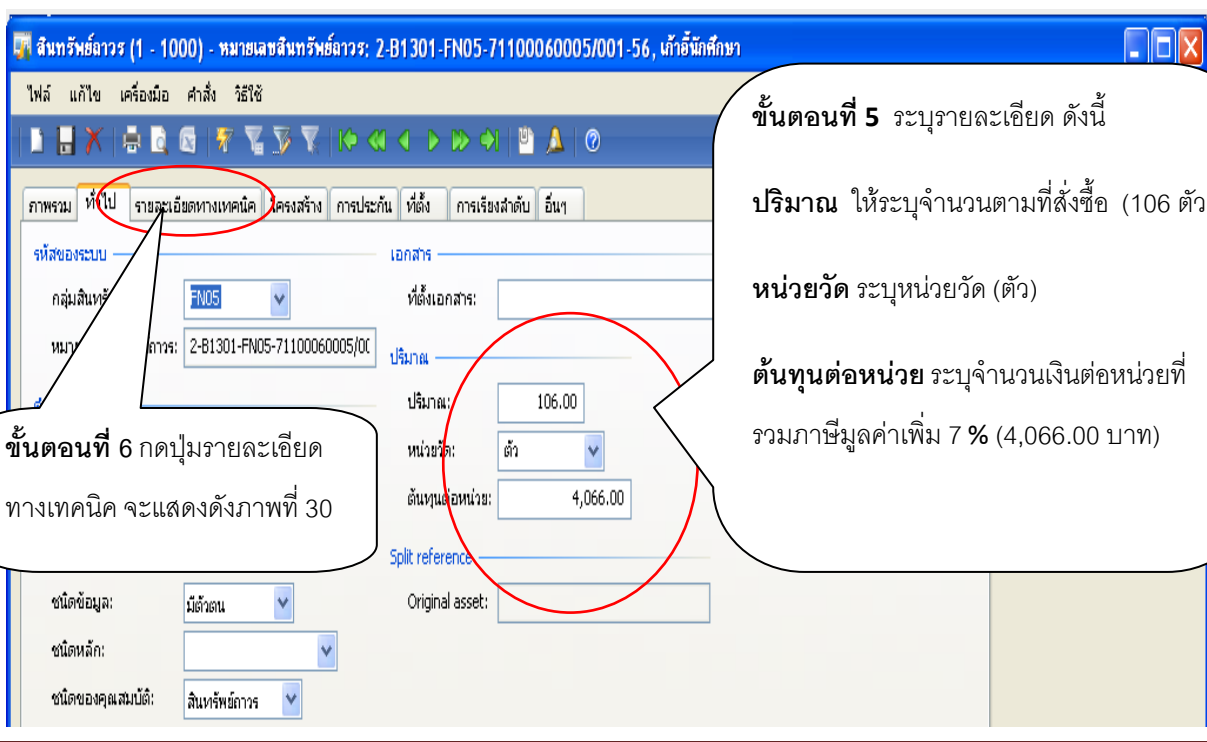 สินทรัพย์ถาวร (1 - 1000) - หมายเลขสินทรัพย์ถาวร: 2-B1301-FN05-71100060005/001-56, เก้าอี้นักศึกษา
ไฟล์ แก้ไข เครื่องมือ คำสั่ง วิธีใช้
ภาพรวม ทั่วไป รายละเอียดทางเทคนิค โครงสร้าง การประกัน ที่ตั้ง การเรียงลำดับ อื่นๆ
รหัสของระบบ
กลุ่มสินทรั
FN05
หมา
ถาวร:
2-B1301-FN05-71100060005/0(
เอกสาร
ที่ตั้งเอกสาร:
ปริมาณ
ปริมาณ:
106.00
หน่วยวัด:
ตัว
ต้นทุนต่อหน่วย:
4,066.00
Split reference
Original asset:
ชนิดข้อมูล:
มีตัวตน
ชนิดหลัก:
ชนิดของคุณสมบัติ:
สินทรัพย์ถาวร
ขั้นตอนที่ 5 ระบุรายละเอียด ดังนี้
ปริมาณ ให้ระบุจำนวนตามที่สั่งซื้อ (106 ตัว
หน่วยวัด ระบุหน่วยวัด (ตัว)
ต้นทุนต่อหน่วย ระบุจำนวนเงินต่อหน่วยที่
รวมภาษีมูลค่าเพิ่ม 7 % (4,066.00 บาท)
ขั้นตอนที่ 6 กดปุ่มรายละเอียด
ทางเทคนิค จะแสดงดังภาพที่ 30